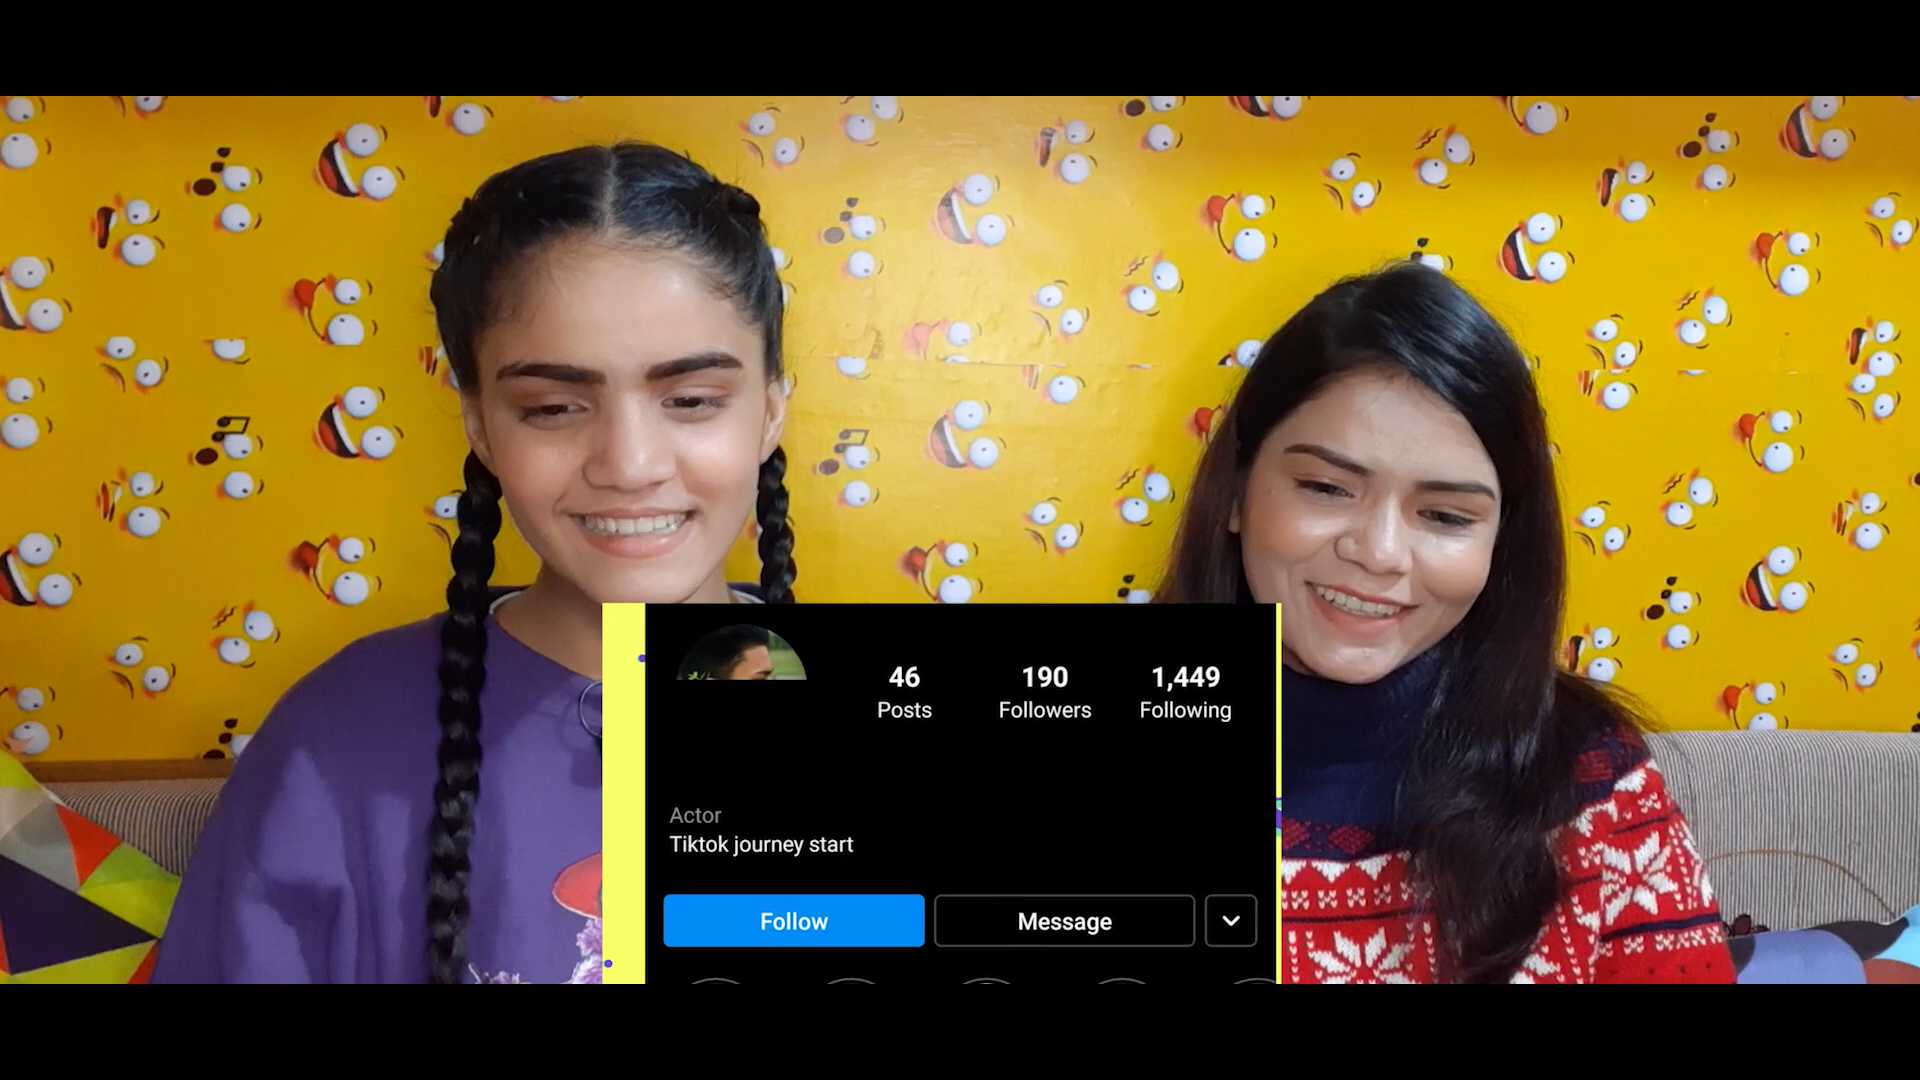 46 190 1,449
Posts Followers Following
Actor
Tiktok journey start
Follow Message